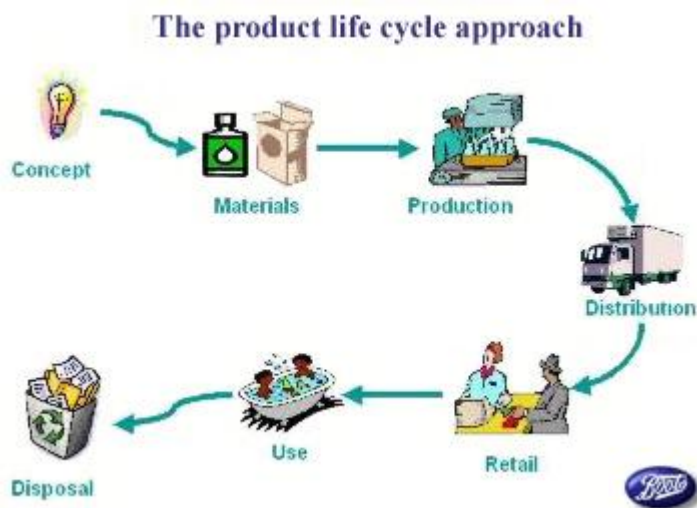 The product life cycle approach
Concept
Materials
Production
Distribution
Retail
Use
Disposal
Boots